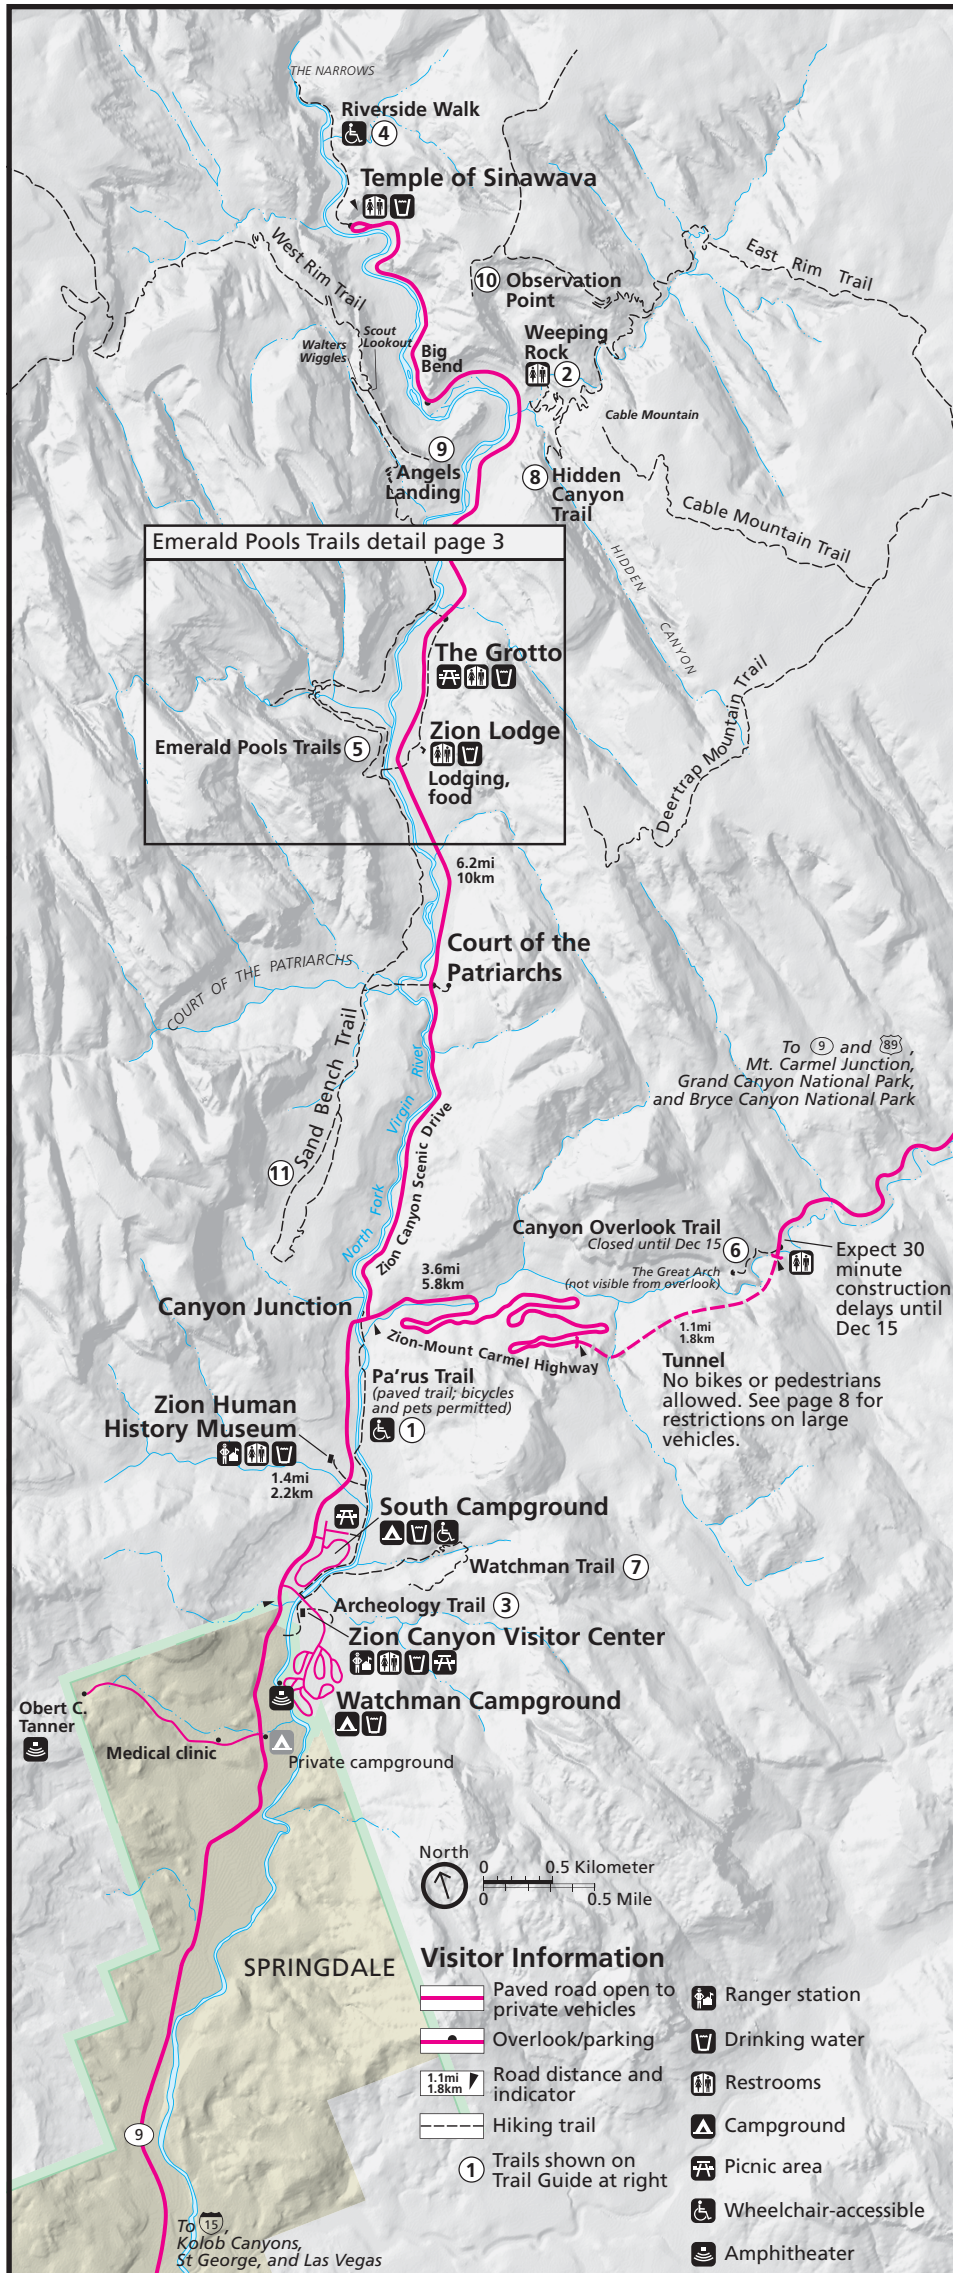 THE NARROWS
Riverside Walk
4
Temple of Sinawava
West Rim Trail
East Rim Trail
10 Observation
Point
Scout
Lookout
Walters
Wiggles
Big
Bend
Weeping
Rock
2
Cable Mountain
9
Angels
Landing
8 Hidden
Canyon
Trail
Cable Mountain Trail
Emerald Pools Trails detail page 3
HIDDEN CANYON
The Grotto
Deertrap Mountain Trail
Zion Lodge
Emerald Pools Trails 5
Lodging,
food
6.2mi
10km
Court of the
Patriarchs
COURT OF THE PATRIARCHS
Sand Bench Trail
To 9 and 89,
Mt. Carmel Junction,
Grand Canyon National Park,
and Bryce Canyon National Park
North Fork Virgin River
Zion Canyon Scenic Drive
11
Canyon Overlook Trail
Closed until Dec 15
6
The Great Arch
(not visible from overlook)
Expect 30
minute
construction
delays until
Dec 15
3.6mi
5.8km
Canyon Junction
Zion-Mount Carmel Highway
1.1mi
1.8km
Tunnel
No bikes or pedestrians
allowed. See page 8 for
restrictions on large
vehicles.
Pa'rus Trail
(paved trail; bicycles
and pets permitted)
1
Zion Human
History Museum
1.4mi
2.2km
South Campground
Watchman Trail 7
Archeology Trail 3
Zion Canyon Visitor Center
Watchman Campground
Obert C.
Tanner
Medical clinic
Private campground
North
0 0.5 Kilometer
0 0.5 Mile
SPRINGDALE
9
To 15,
Kolob Canyons,
St George, and Las Vegas
Visitor Information
Paved road open to
private vehicles
Overlook/parking
1.1mi
1.8km
Road distance and
indicator
Hiking trail
1
Trails shown on
Trail Guide at right
Ranger station
Drinking water
Restrooms
Campground
Picnic area
Wheelchair-accessible
Amphitheater